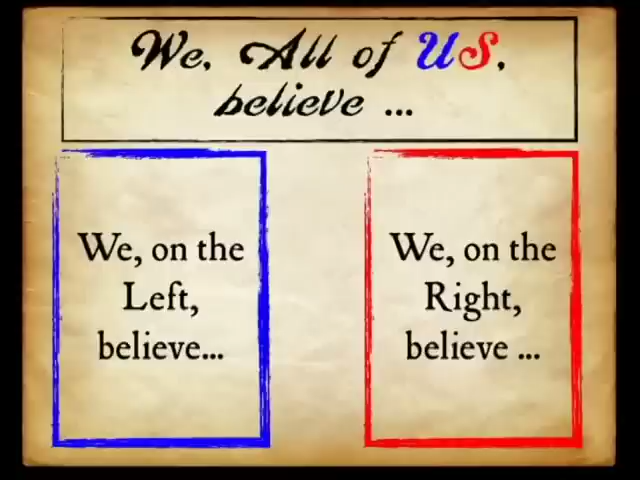 We, All of US,
believe ...
We, on the
Left,
believe...
We, on the
Right,
believe ...